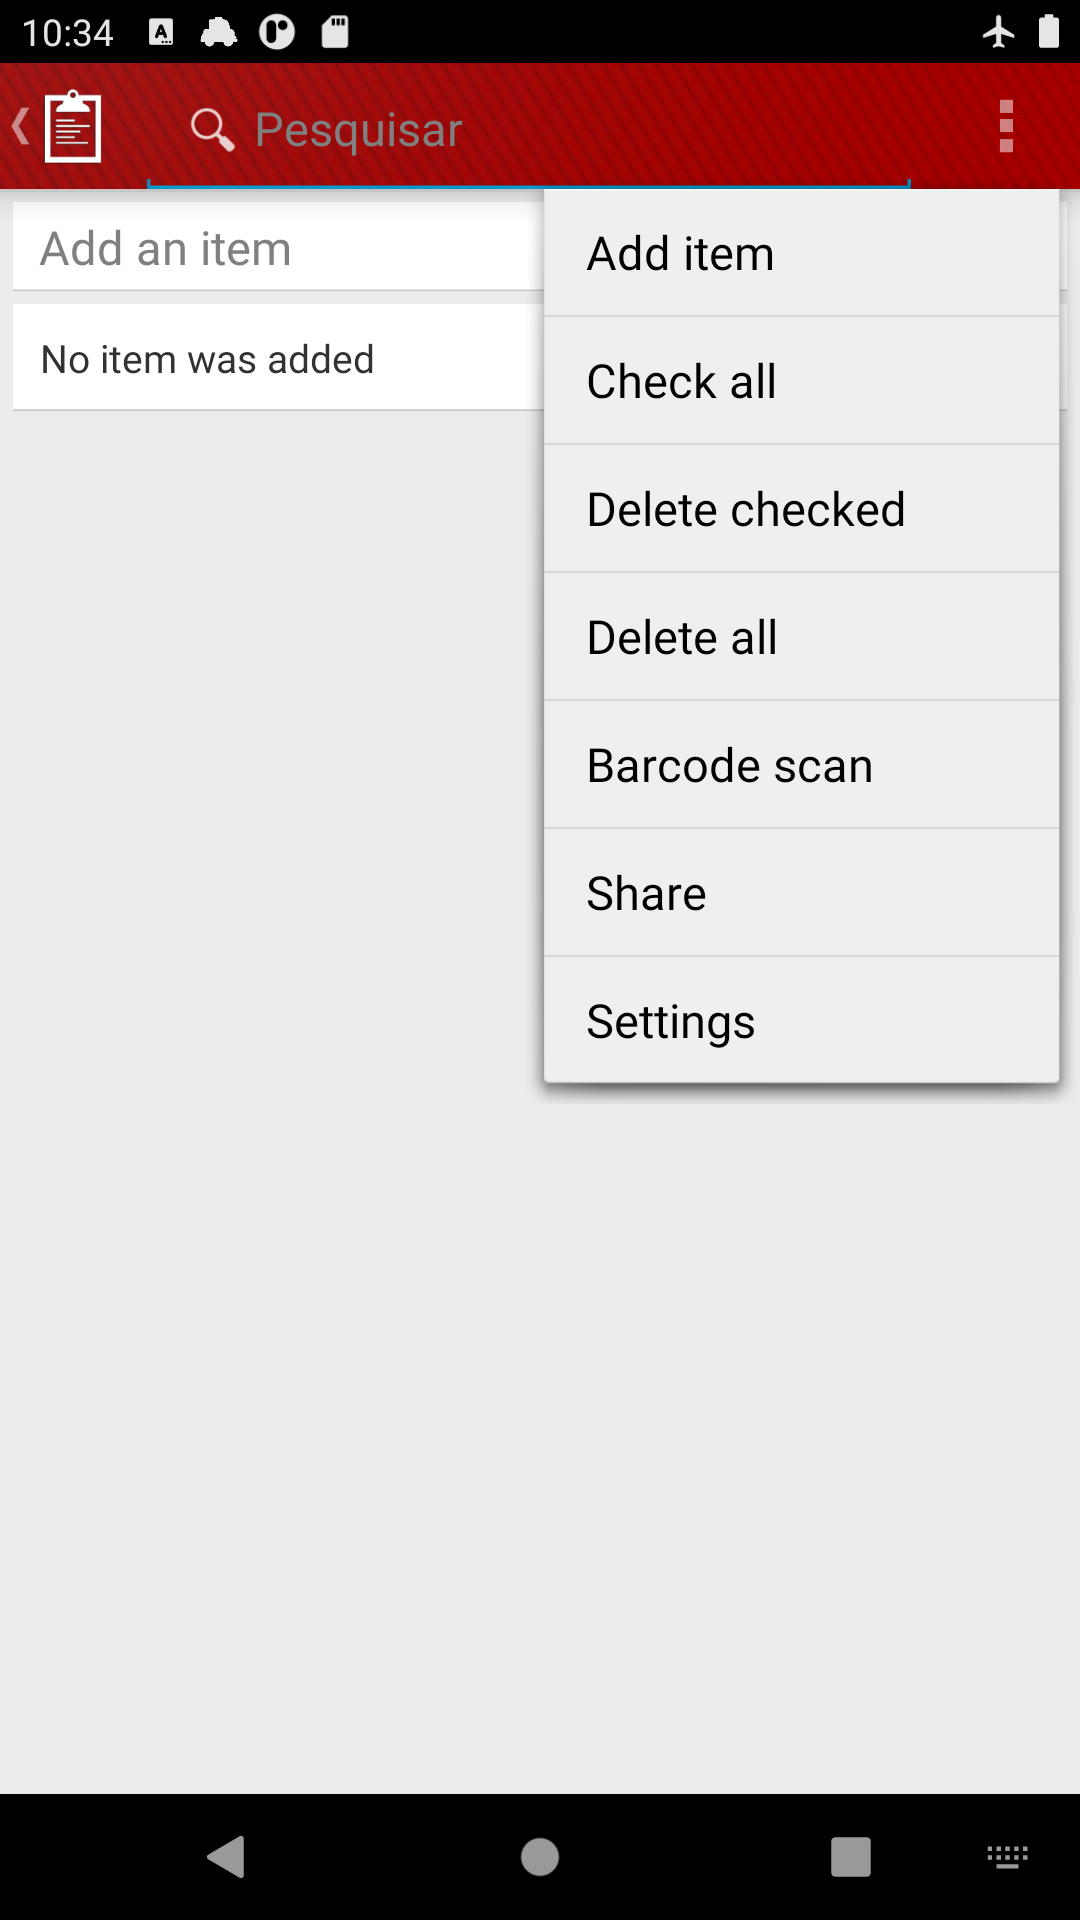 10:34
Pesquisar
Add an item
No item was added
Add item
Check all
Delete checked
Delete all
Barcode scan
Share
Settings